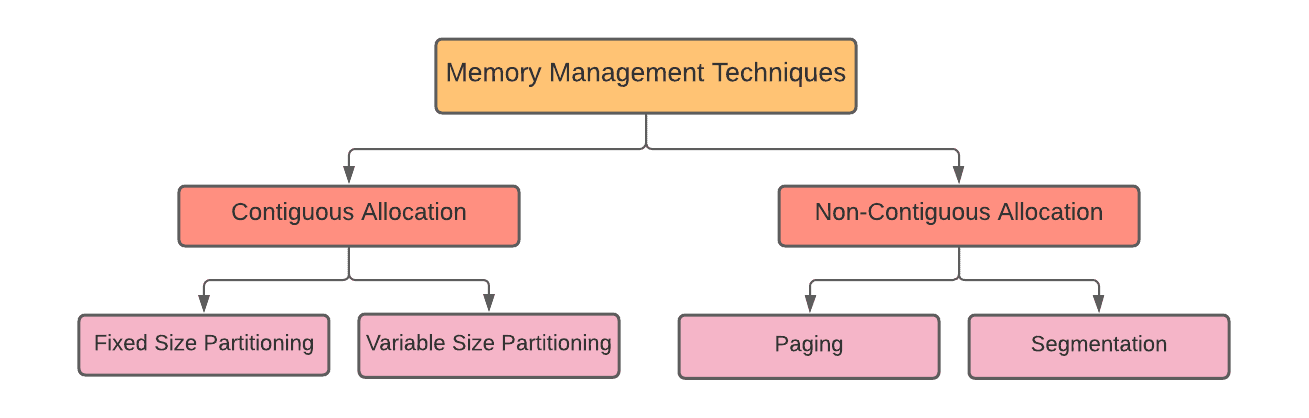 Memory Management Techniques
Contiguous Allocation
Non-Contiguous Allocation
Fixed Size Partitioning
Variable Size Partitioning
Paging
Segmentation